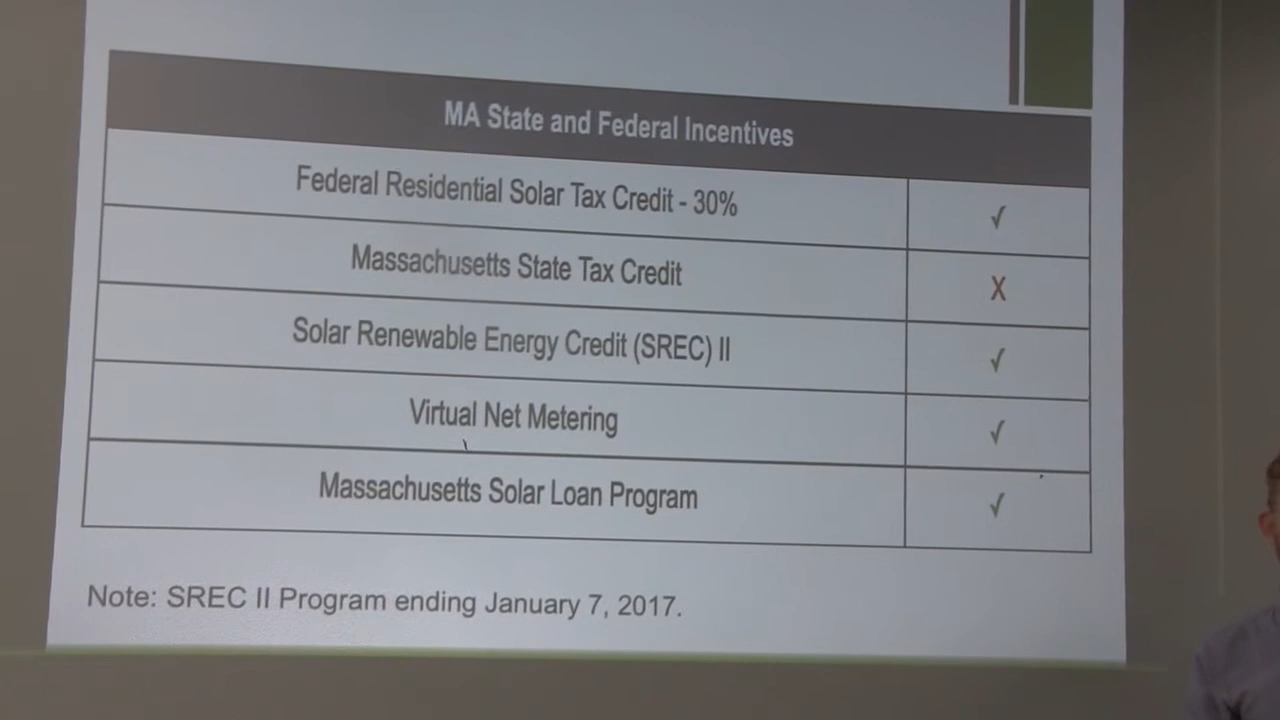 MA State and Federal Incentives
Federal Residential Solar Tax Credit - 30% √
Massachusetts State Tax Credit X
Solar Renewable Energy Credit (SREC) II √
Virtual Net Metering √
Massachusetts Solar Loan Program √
Note: SREC II Program ending January 7, 2017.